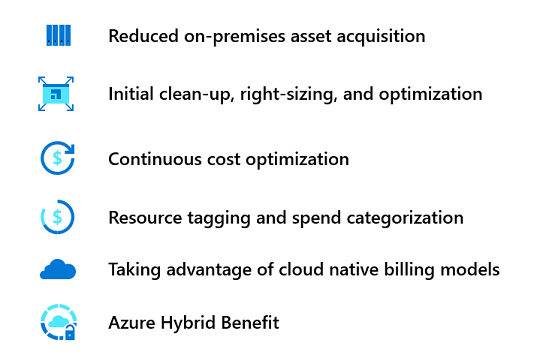 Reduced on-premises asset acquisition
Initial clean-up, right-sizing, and optimization
$
Continuous cost optimization
$
Resource tagging and spend categorization
Taking advantage of cloud native billing models
Azure Hybrid Benefit